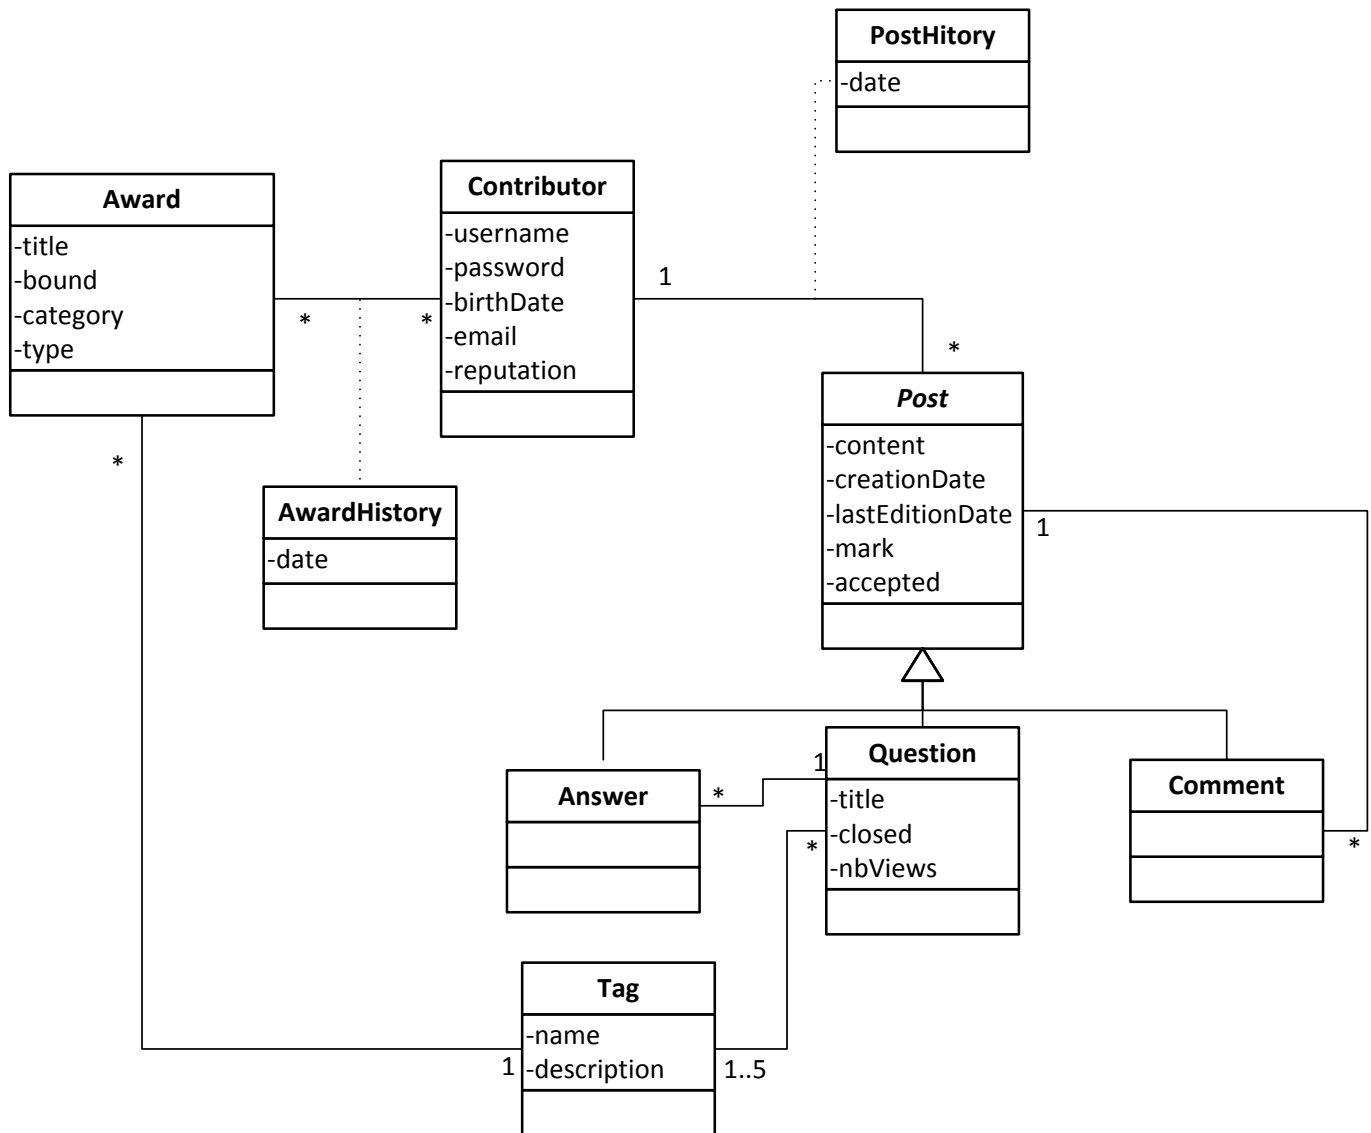 PostHitory
-date
Award
-title
-bound
-category
-type
Contributor
-username
-password
-birthDate
-email
-reputation
1
*
*
*
*
Post
-content
-creationDate
-lastEditionDate
-mark
-accepted
1
AwardHistory
-date
Answer
*
1
Question
-title
-closed
-nbViews
*
Comment
*
Tag
-name
-description
1
1..5